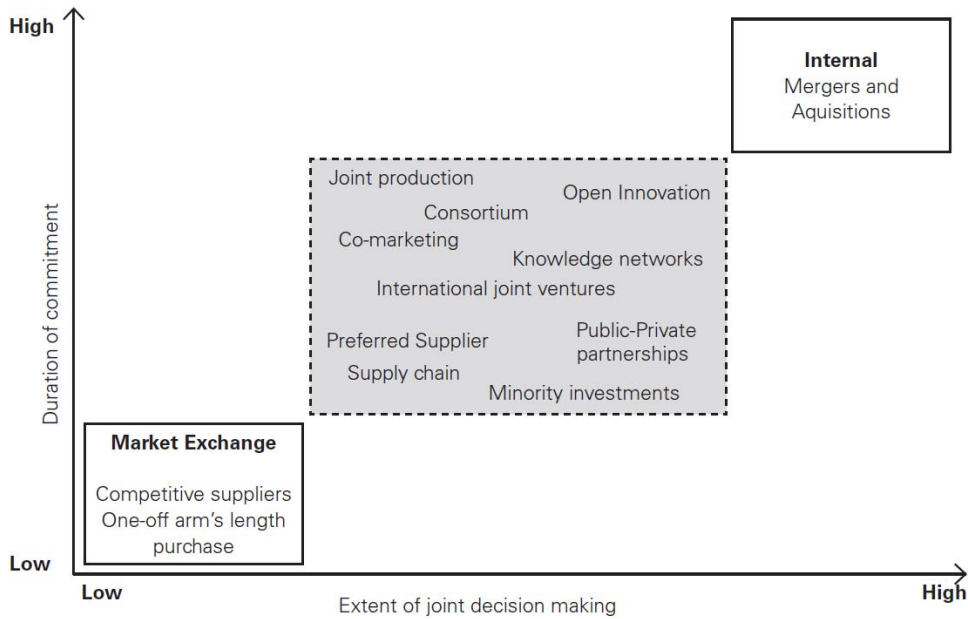 High
Internal
Mergers and
Aquisitions
Joint production
Open Innovation
Consortium
Co-marketing
Knowledge networks
International joint ventures
Preferred Supplier
Public-Private
partnerships
Supply chain
Minority investments
Duration of commitment
Market Exchange
Competitive suppliers
One-off arm's length
purchase
Low
Low
High
Extent of joint decision making